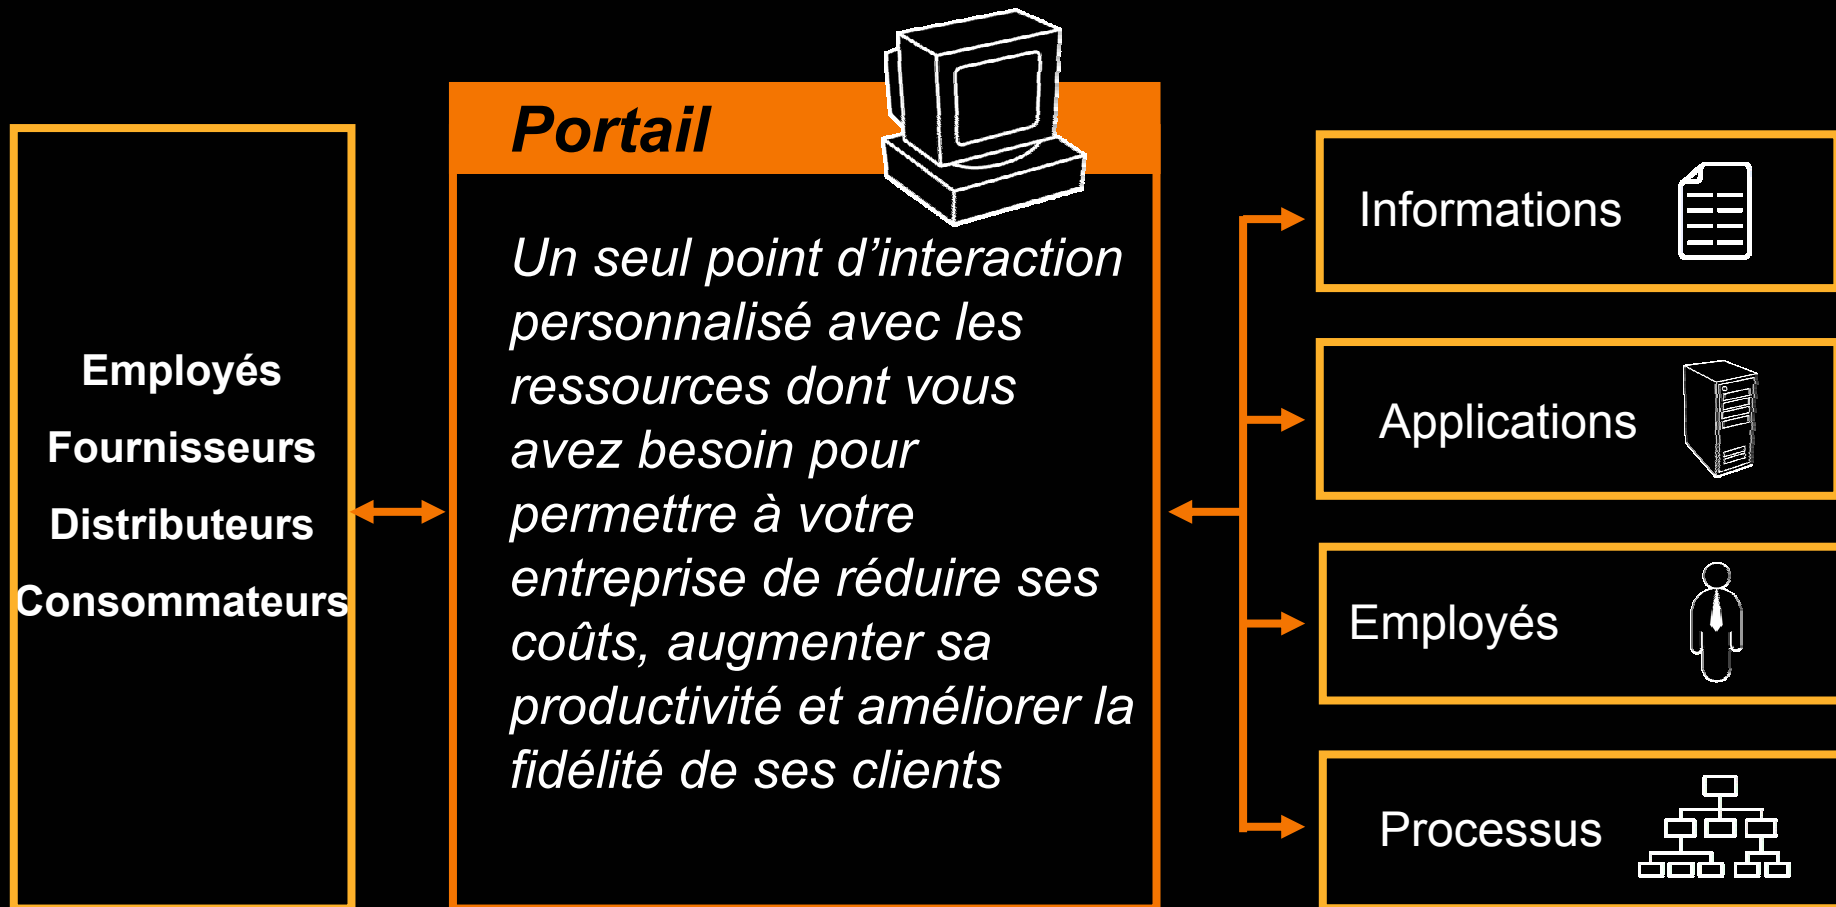 Employés
Fournisseurs
Distributeurs
Consommateurs
Portail
Un seul point d’interaction
personnalisé avec les
ressources dont vous
avez besoin pour
permettre à votre
entreprise de réduire ses
coûts, augmenter sa
productivité et améliorer la
fidélité de ses clients
Informations
Applications
Employés
Processus